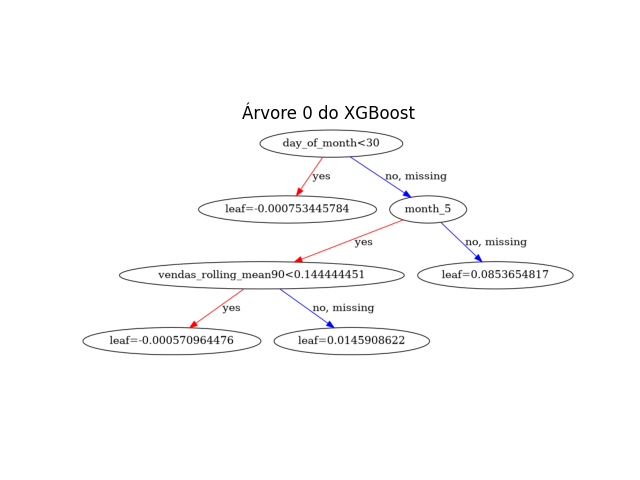 Árvore 0 do XGBoost
day_of_month<30
yes
no, missing
leaf=-0.000753445784
month_5
yes
no, missing
vendas_rolling_mean90<0.144444451
leaf=0.0853654817
yes
no, missing
leaf=-0.000570964476
leaf=0.0145908622